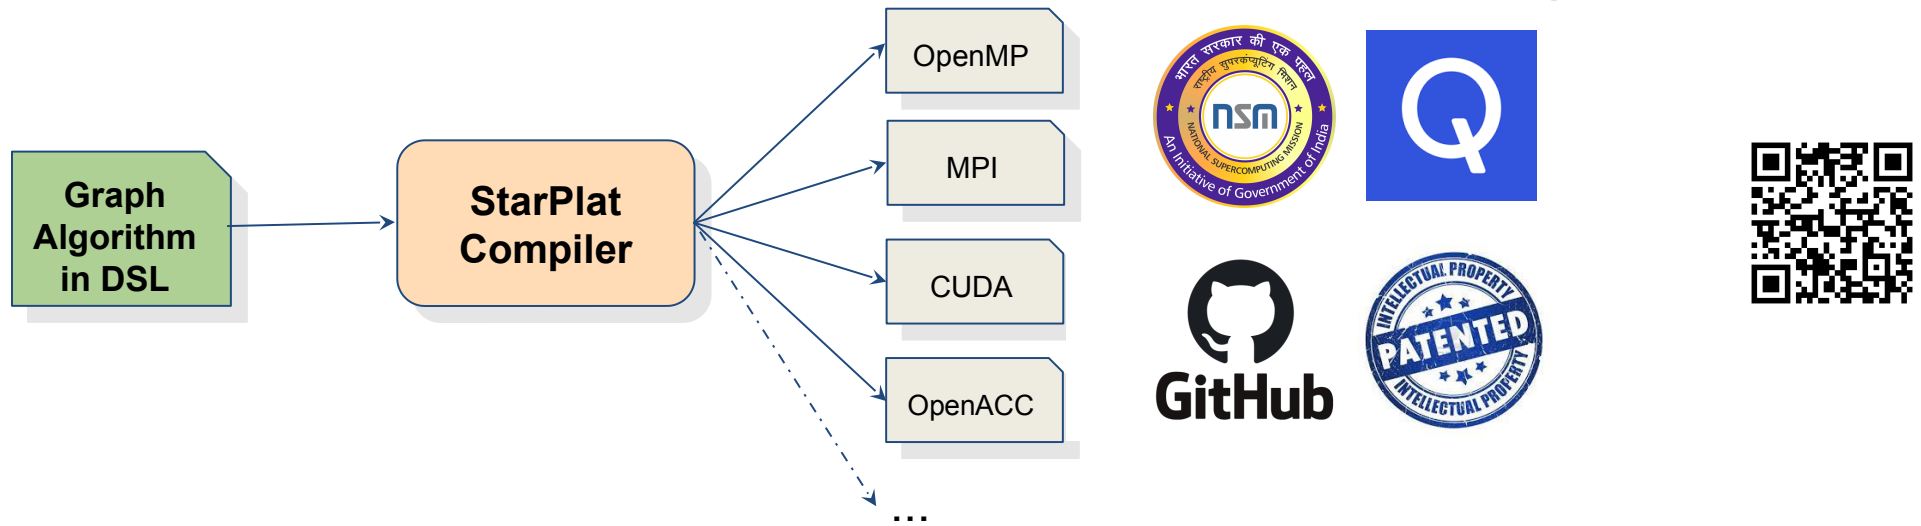 Graph
Algorithm
in DSL
StarPlat
Compiler
OpenMP
MPI
CUDA
OpenACC
...
भारत सरकार की एक पहल
राष्ट्रीय सुपरकंप्यूटिंग मिशन
nsm
NATIONAL SUPERCOMPUTING MISSION
An Initiative of Government of India
Q
GitHub
INTELLECTUAL PROPERTY
PATENTED
INTELLECTUAL PROPERTY